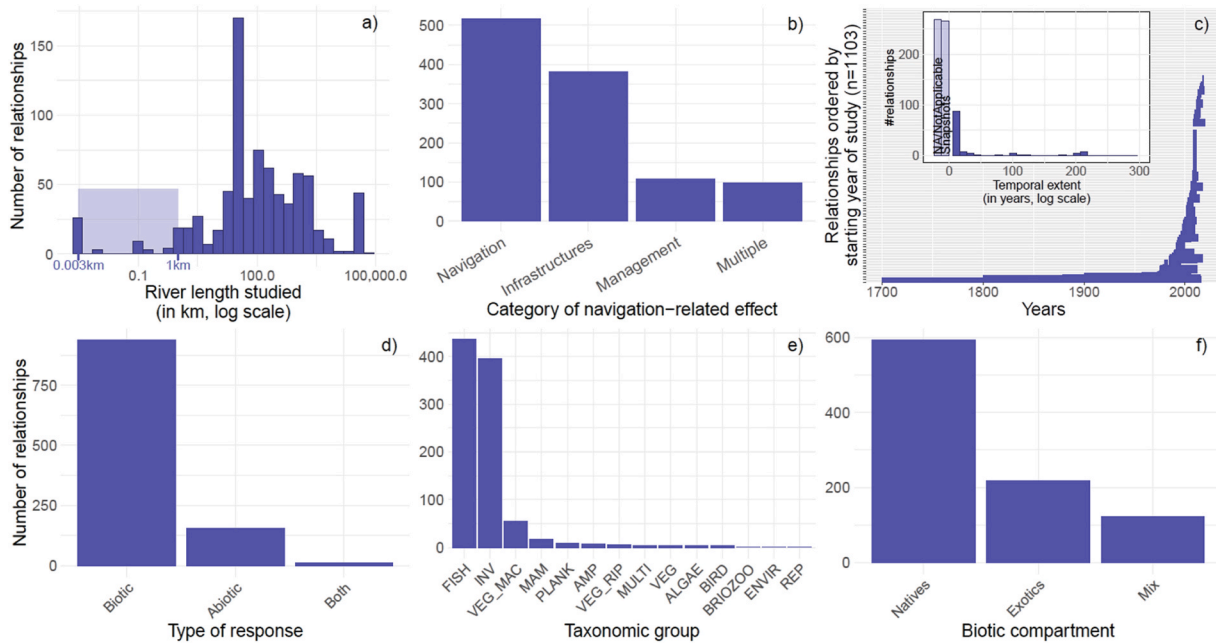 a)
Number of relationships
150
100
50
0
0.003km
0.1
1km
100.0
100,000.0
River length studied
(in km, log scale)
b)
500
400
300
200
100
0
Navigation
Infrastructures
Management
Multiple
Category of navigation−related effect
c)
Relationships ordered by
starting year of study (n=1103)
#relationships
200
100
0
NA/NotApplicable
Snapshots
0
100
200
300
Temporal extent
(in years, log scale)
1700
1800
1900
2000
Years
d)
Number of relationships
750
500
250
0
Biotic
Abiotic
Both
Type of response
e)
400
300
200
100
0
FISH
INV
VEG_MAC
MAM
PLANK
AMP
VEG_RIP
MULTI
VEG
ALGAE
BIRD
BRIOZOO
ENVIR
REP
Taxonomic group
f)
600
400
200
0
Natives
Exotics
Mix
Biotic compartment